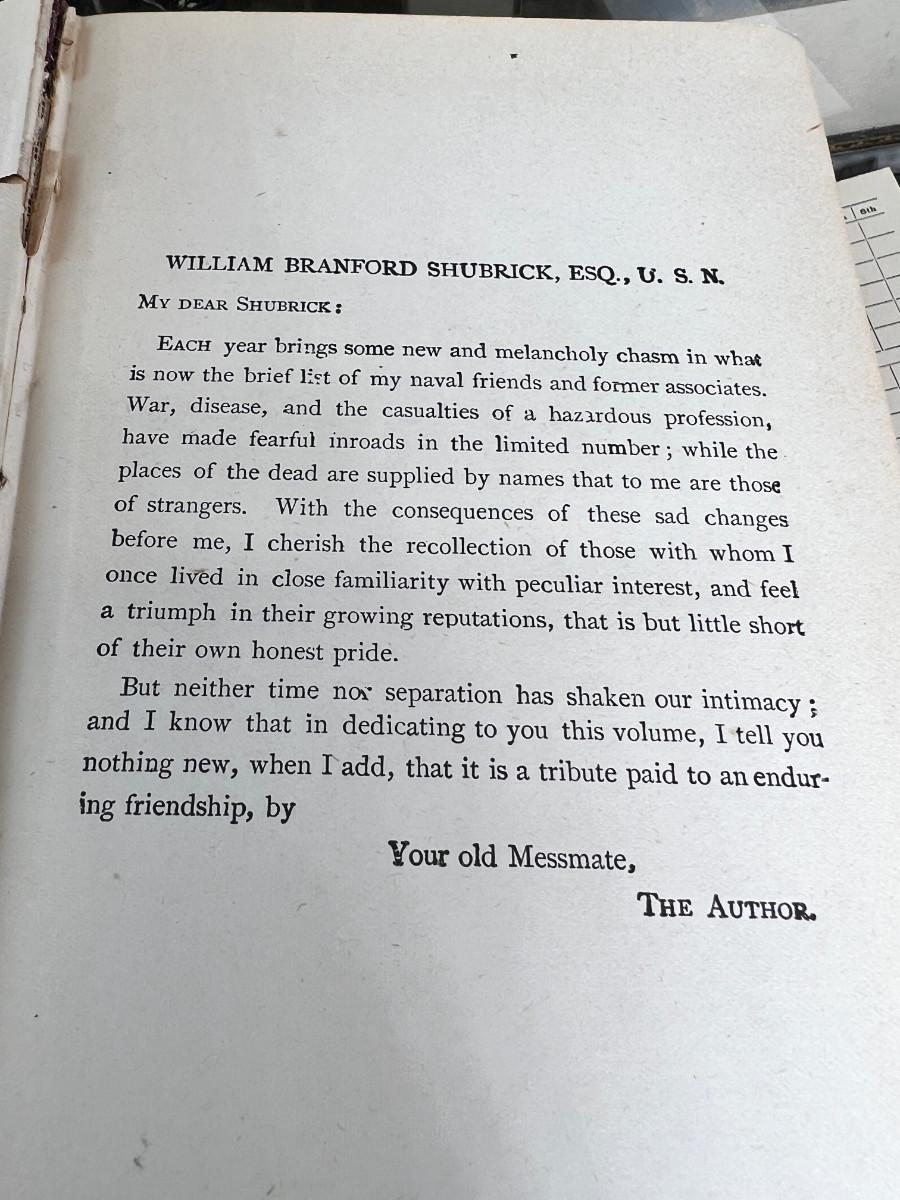 WILLIAM BRANFORD SHUBRICK, ESQ., U. S. N.
MY DEAR SHUBRICK:
EACH year brings some new and melancholy chasm in what
is now the brief list of my naval friends and former associates.
War, disease, and the casualties of a hazardous profession,
have made fearful inroads in the limited number; while the
places of the dead are supplied by names that to me are those
of strangers. With the consequences of these sad changes
before me, I cherish the recollection of those with whom I
once lived in close familiarity with peculiar interest, and feel
a triumph in their growing reputations, that is but little short
of their own honest pride.
But neither time nor separation has shaken our intimacy;
and I know that in dedicating to you this volume, I tell you
nothing new, when I add, that it is a tribute paid to an endur-
ing friendship, by
Your old Messmate,
THE AUTHOR.
6th